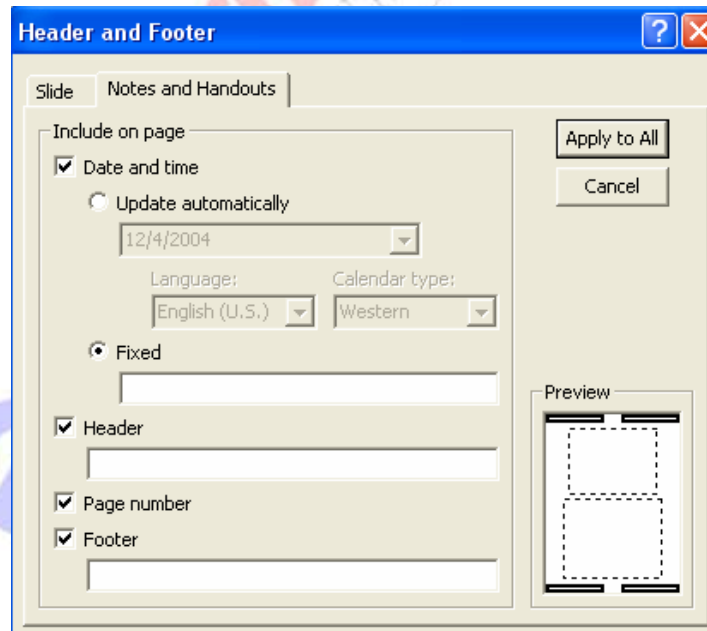 Header and Footer
Slide Notes and Handouts
Include on page
Apply to All
Date and time
Cancel
Update automatically
12/4/2004
Language: Calendar type:
English (U.S.) Western
Fixed
Preview
Header
Page number
Footer